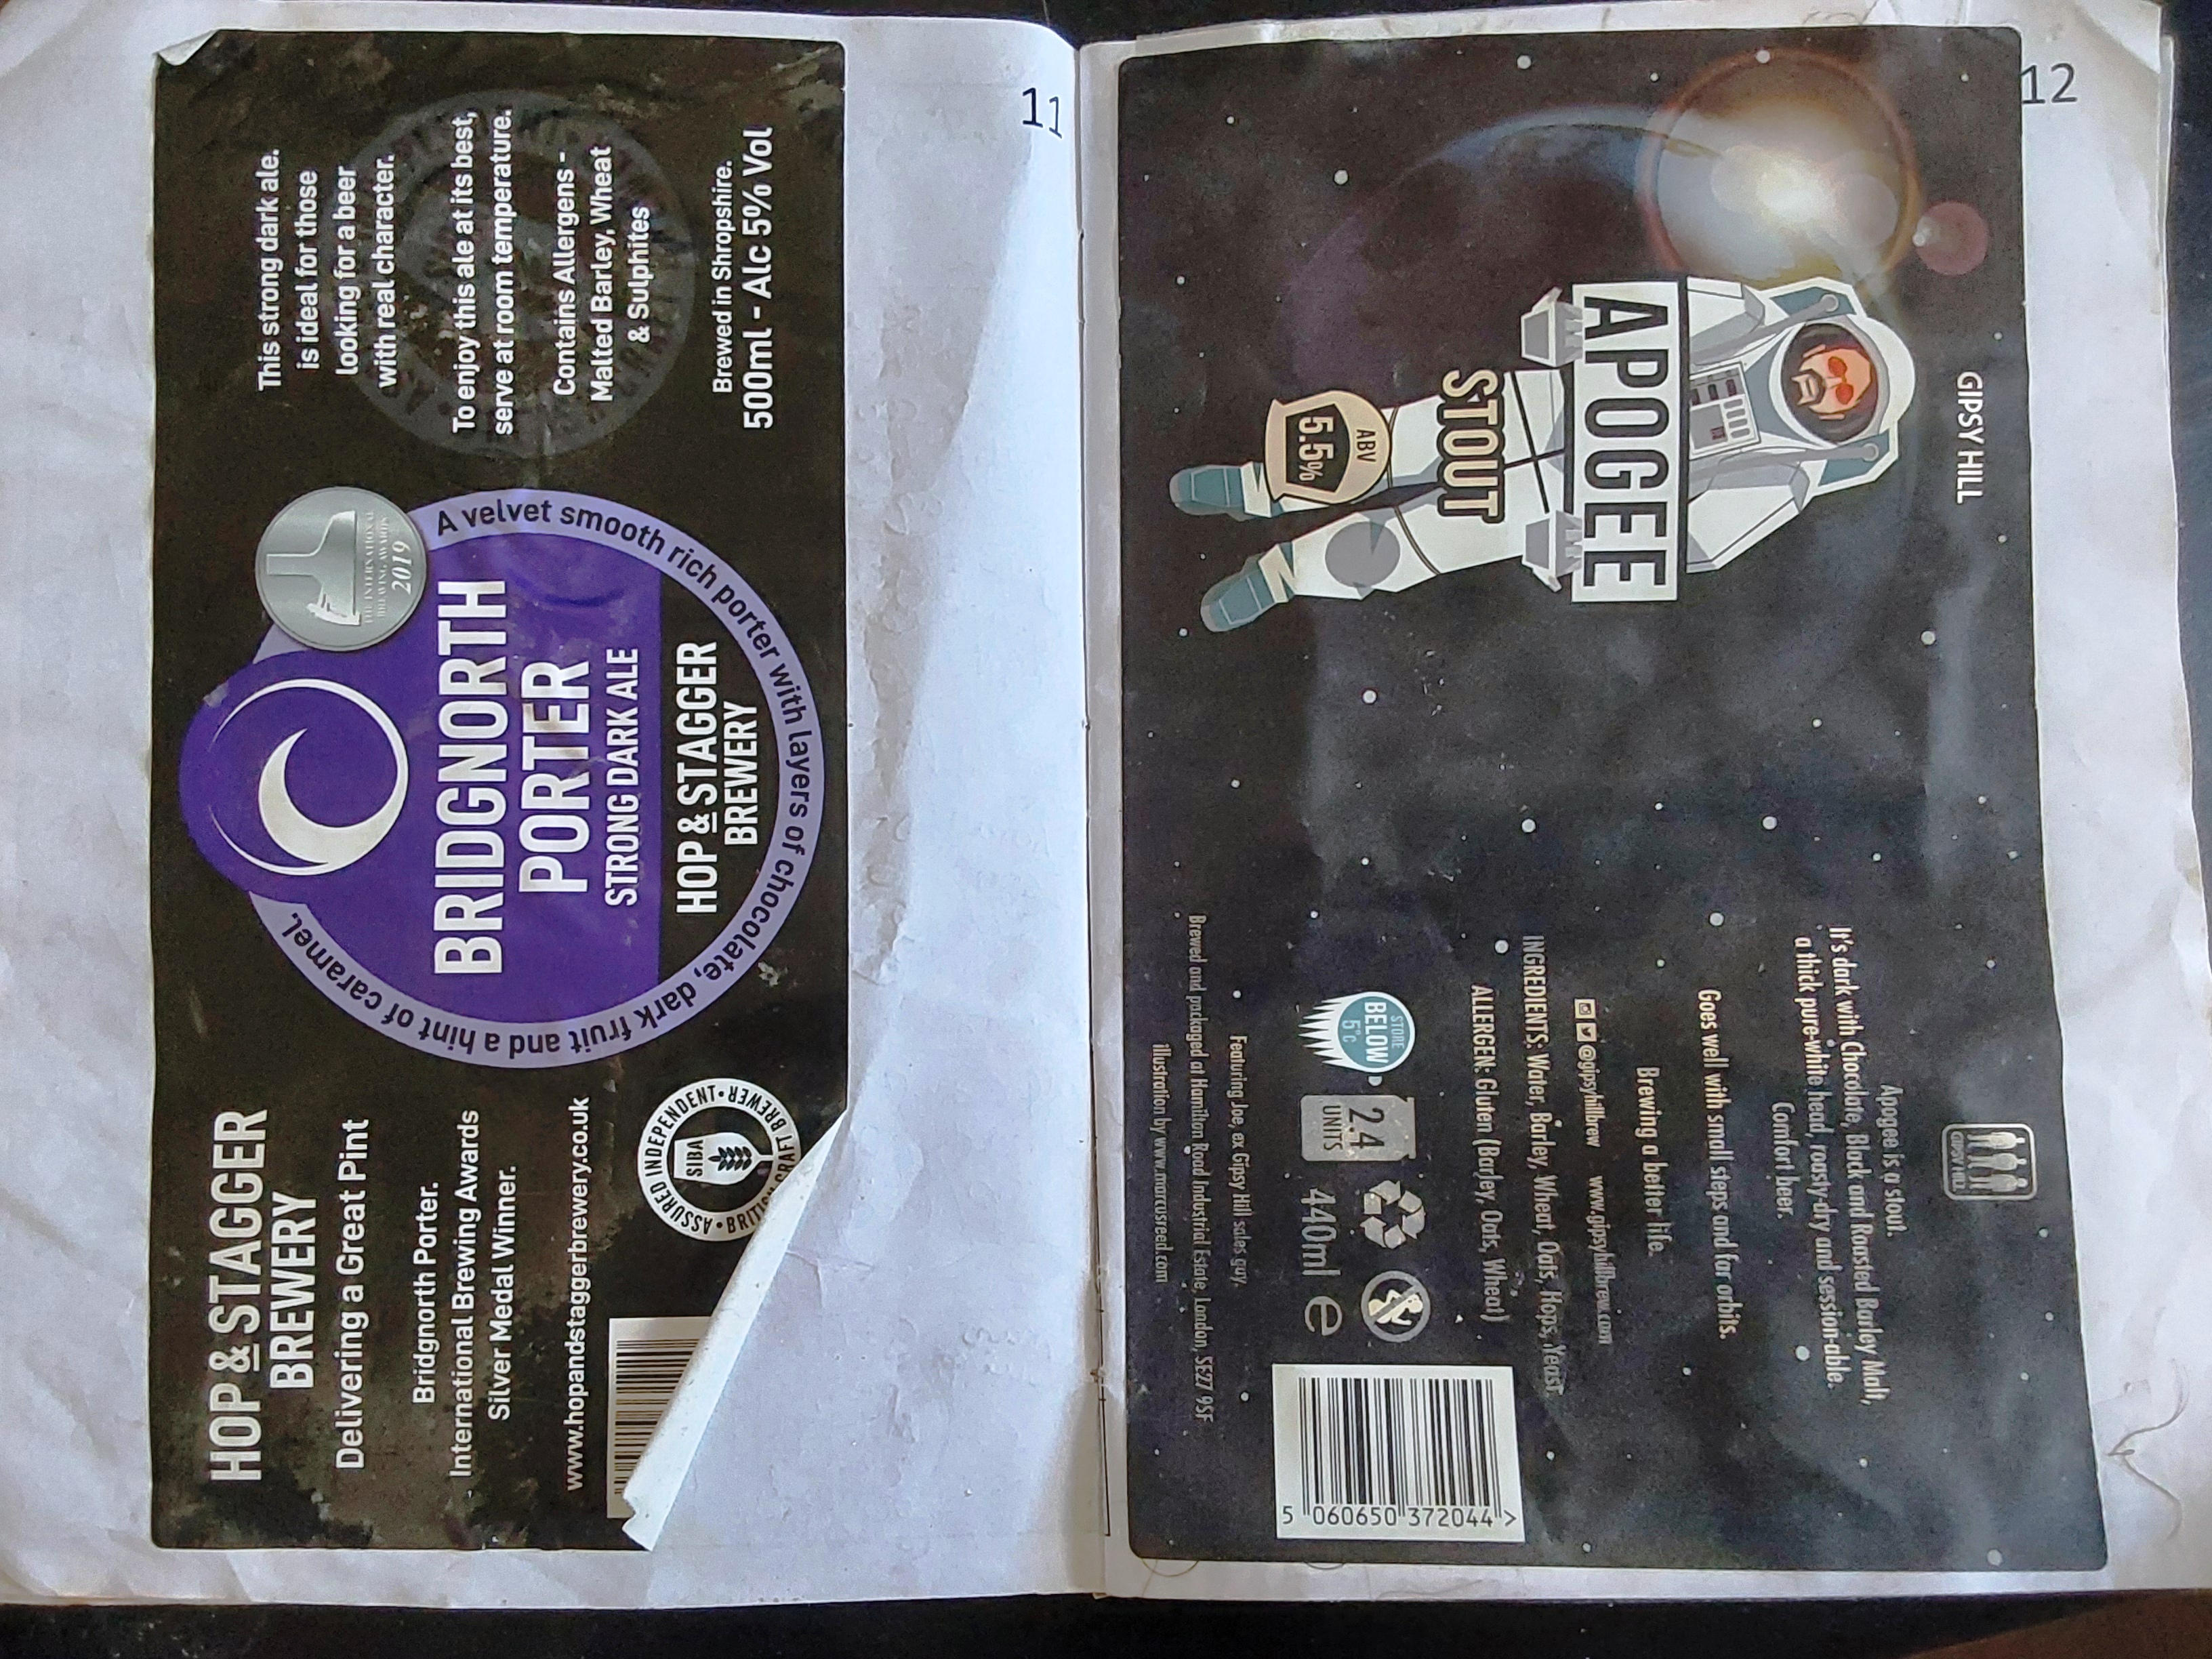 11
HOP & STAGGER
BREWERY
Delivering a Great Pint
Bridgnorth Porter.
International Brewing Awards
Silver Medal Winner.
www.hopandstaggerbrewery.co.uk
ASSURED INDEPENDENT • BRITISH CRAFT BREWER •
SIBA
A velvet smooth rich porter with layers of chocolate, dark fruit and a hint of caramel.
THE INTERNATIONAL
BREWING AWARDS
2019
BRIDGNORTH
PORTER
STRONG DARK ALE
HOP & STAGGER
BREWERY
This strong dark ale.
is ideal for those
looking for a beer
with real character.
To enjoy this ale at its best,
serve at room temperature.
Contains Allergens -
Malted Barley, Wheat
& Sulphites
Brewed in Shropshire.
500ml - Alc 5% Vol
12
GIPSY HILL
APOGEE
STOUT
ABV
5.5%
GIPSY HILL
Apogee is a stout.
It's dark with Chocolate, Black and Roasted Barley Malt,
a thick pure-white head, roasty-dry and session-able.
Comfort beer.
Goes well with small steps and far orbits.
Brewing a better life.
@gipsyhillbrew www.gipsyhillbrew.com
INGREDIENTS: Water, Barley, Wheat, Oats, Hops, Yeast
ALLERGEN: Gluten (Barley, Oats, Wheat)
STORE
BELOW
5°C
2.4
UNITS
440ml e
Featuring Joe, ex Gipsy Hill sales guy.
Brewed and packaged at Hamilton Road Industrial Estate, London, SE27 9SF
illustration by www.marcusreed.com
5 060650 372044 >